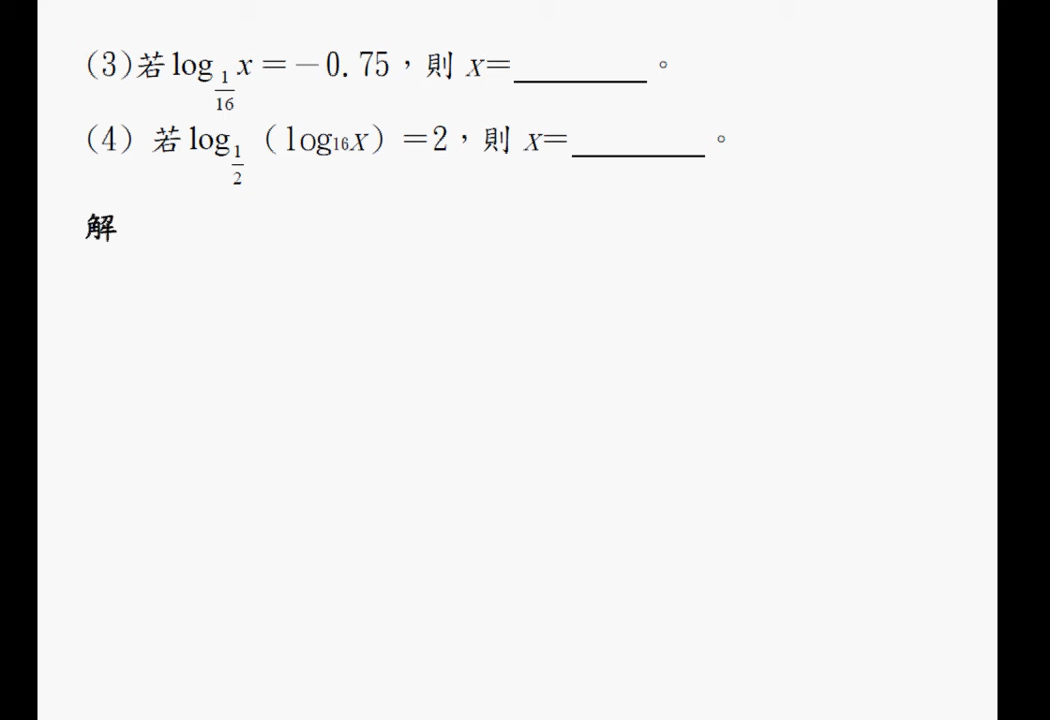 (3)若 log_{1/16} x＝－0.75，則 x＝________。
(4) 若 log_{1/2}（log₁₆x）＝2，則 x＝________。
解